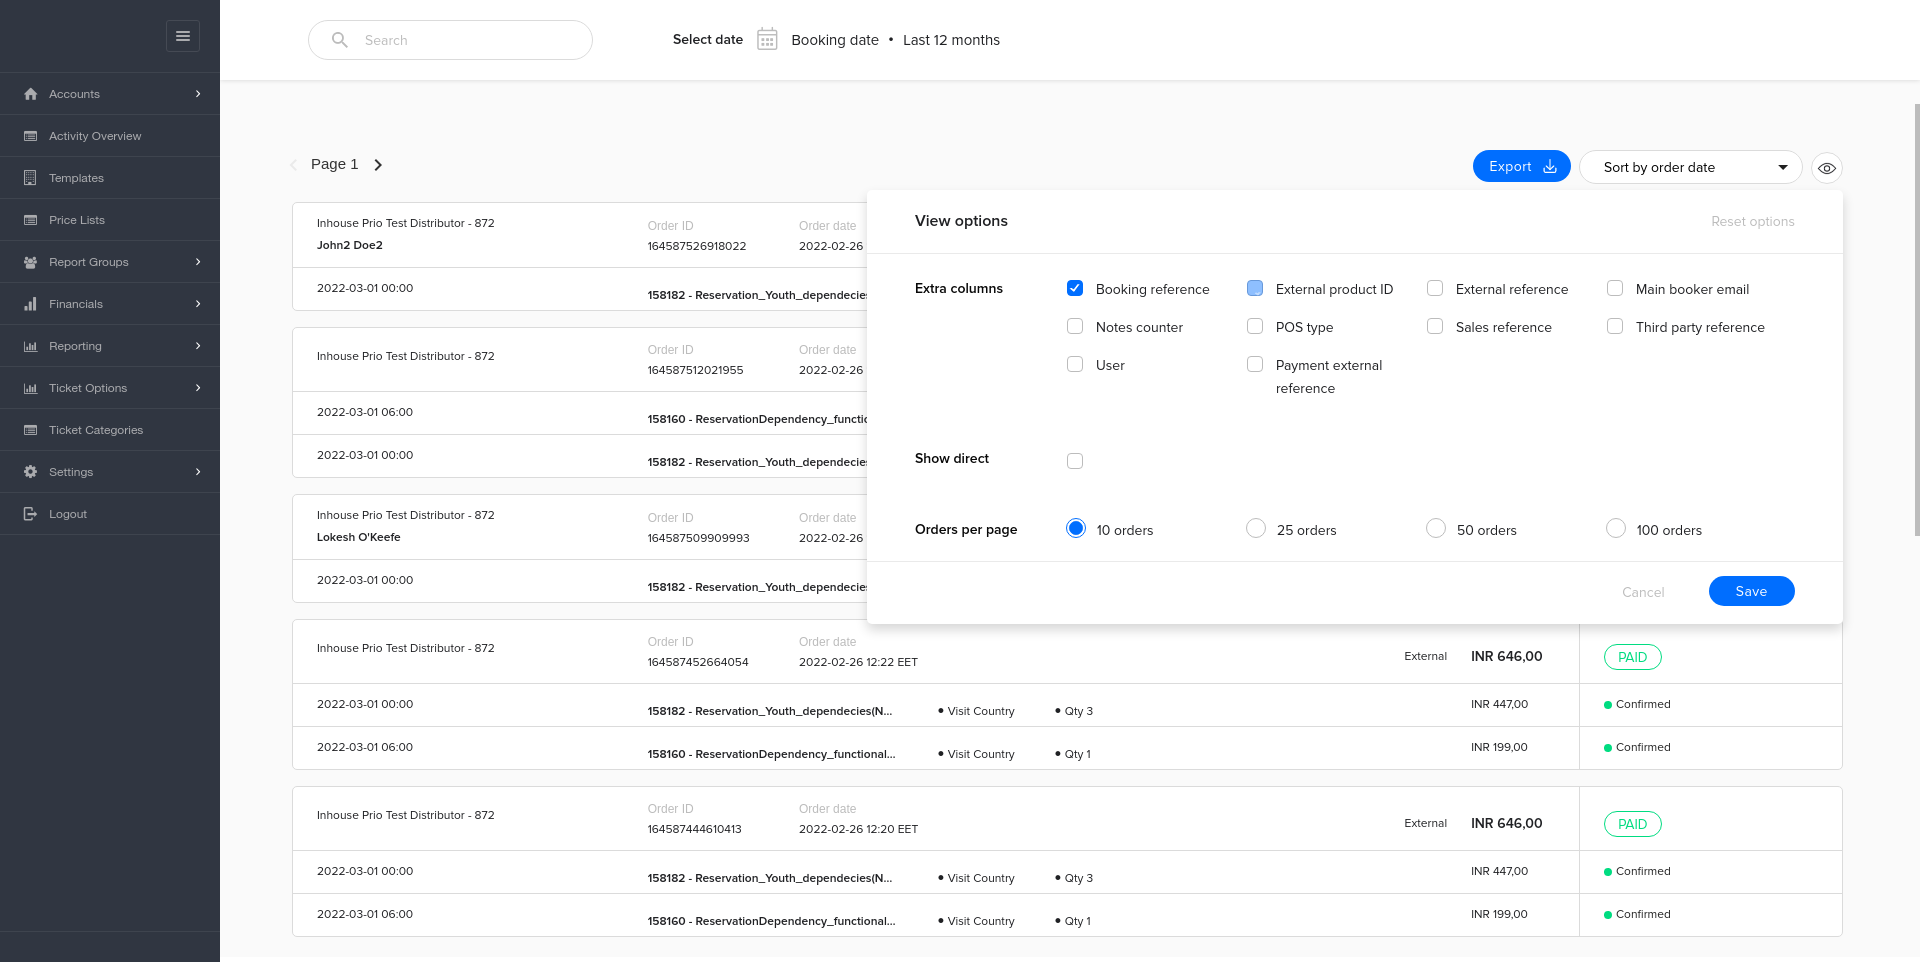 Search
Select date
Booking date • Last 12 months
Accounts
Activity Overview
Templates
Price Lists
Report Groups
Financials
Reporting
Ticket Options
Ticket Categories
Settings
Logout
Page 1
Export
Sort by order date
Inhouse Prio Test Distributor - 872
John2 Doe2
Order ID
164587526918022
Order date
2022-02-26
2022-03-01 00:00
158182 - Reservation_Youth_dependecies
Inhouse Prio Test Distributor - 872
Order ID
164587512021955
Order date
2022-02-26
2022-03-01 06:00
158160 - ReservationDependency_functio
2022-03-01 00:00
158182 - Reservation_Youth_dependecies
Inhouse Prio Test Distributor - 872
Lokesh O'Keefe
Order ID
164587509909993
Order date
2022-02-26
2022-03-01 00:00
158182 - Reservation_Youth_dependecies
View options
Reset options
Extra columns
Booking reference
External product ID
External reference
Main booker email
Notes counter
POS type
Sales reference
Third party reference
User
Payment external
reference
Show direct
Orders per page
10 orders
25 orders
50 orders
100 orders
Cancel
Save
Inhouse Prio Test Distributor - 872
Order ID
164587452664054
Order date
2022-02-26 12:22 EET
External
INR 646,00
PAID
2022-03-01 00:00
158182 - Reservation_Youth_dependecies(N...
• Visit Country
• Qty 3
INR 447,00
Confirmed
2022-03-01 06:00
158160 - ReservationDependency_functional...
• Visit Country
• Qty 1
INR 199,00
Confirmed
Inhouse Prio Test Distributor - 872
Order ID
164587444610413
Order date
2022-02-26 12:20 EET
External
INR 646,00
PAID
2022-03-01 00:00
158182 - Reservation_Youth_dependecies(N...
• Visit Country
• Qty 3
INR 447,00
Confirmed
2022-03-01 06:00
158160 - ReservationDependency_functional...
• Visit Country
• Qty 1
INR 199,00
Confirmed